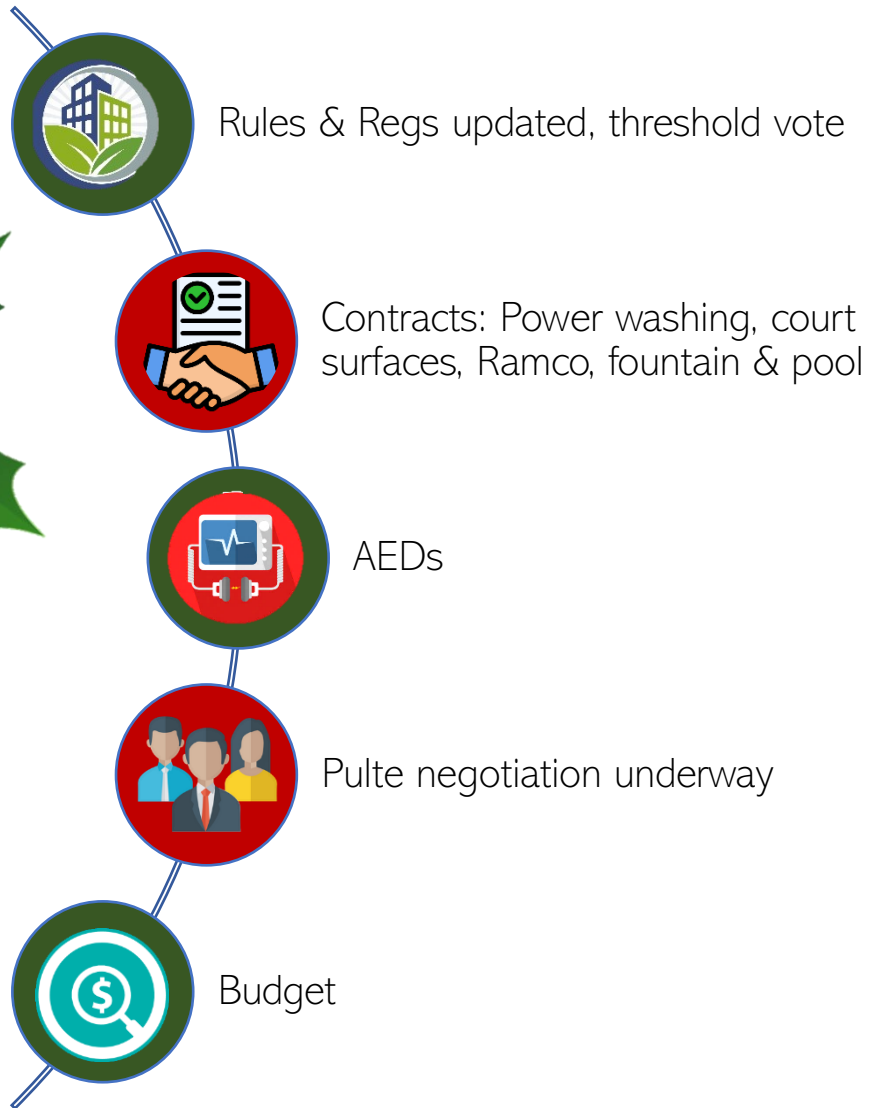 Rules & Regs updated, threshold vote
Contracts: Power washing, court
surfaces, Ramco, fountain & pool
AEDs
Pulte negotiation underway
$
Budget